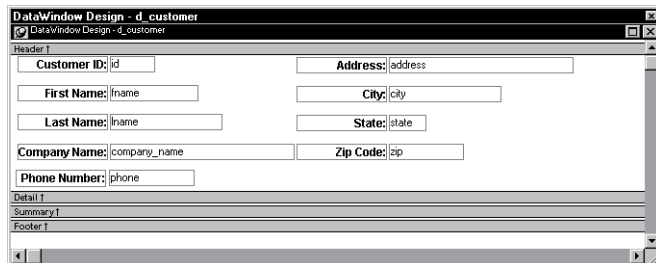 DataWindow Design - d_customer
DataWindow Design - d_customer
Header ↑
Customer ID: id Address: address
First Name: fname City: city
Last Name: lname State: state
Company Name: company_name Zip Code: zip
Phone Number: phone
Detail ↑
Summary ↑
Footer ↑